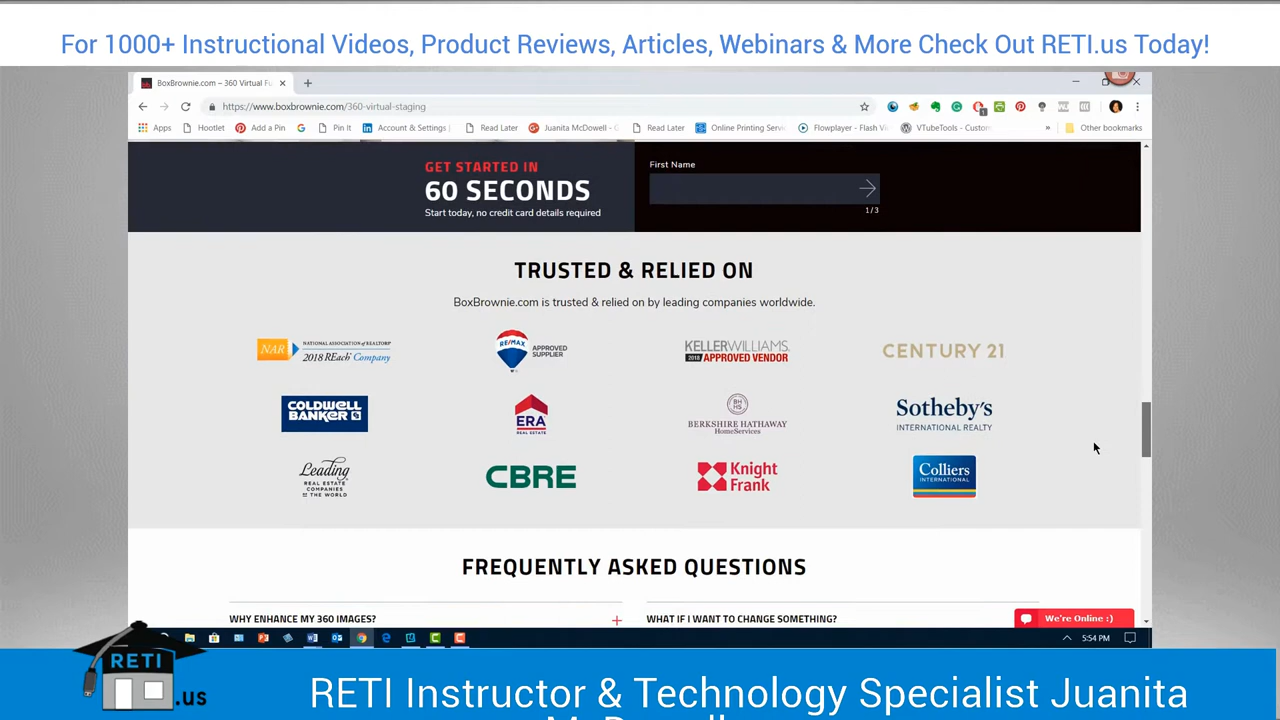 For 1000+ Instructional Videos, Product Reviews, Articles, Webinars & More Check Out RETI.us Today!
BoxBrownie.com – 360 Virtual Fu
https://www.boxbrownie.com/360-virtual-staging
Apps Hootlet Add a Pin Pin It Account & Settings | Read Later Juanita McDowell - Read Later Online Printing Servi Flowplayer - Flash Vi VTubeTools - Custom » Other bookmarks
GET STARTED IN
60 SECONDS
Start today, no credit card details required
First Name
1 / 3
TRUSTED & RELIED ON
BoxBrownie.com is trusted & relied on by leading companies worldwide.
NAR NATIONAL ASSOCIATION of REALTORS® 2018 REach® Company
RE/MAX APPROVED SUPPLIER
KELLERWILLIAMS. 2018 APPROVED VENDOR
CENTURY 21
COLDWELL BANKER
ERA REAL ESTATE
BH HS BERKSHIRE HATHAWAY HomeServices
Sotheby's INTERNATIONAL REALTY
Leading REAL ESTATE COMPANIES OF THE WORLD
CBRE
Knight Frank
Colliers INTERNATIONAL
FREQUENTLY ASKED QUESTIONS
WHY ENHANCE MY 360 IMAGES? +
WHAT IF I WANT TO CHANGE SOMETHING?
We're Online :)
5:54 PM
RETI.us
RETI Instructor & Technology Specialist Juanita